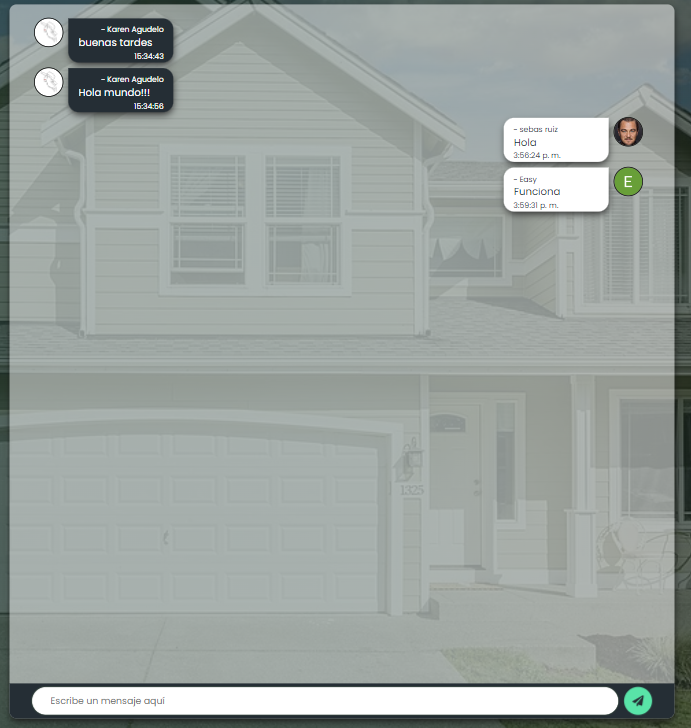 - Karen Agudelo
buenas tardes
15:34:43
- Karen Agudelo
Hola mundo!!!
15:34:56
- sebas ruiz
Hola
3:56:24 p. m.
- Easy
Funciona
3:59:31 p. m.
E
1325
Escribe un mensaje aquí